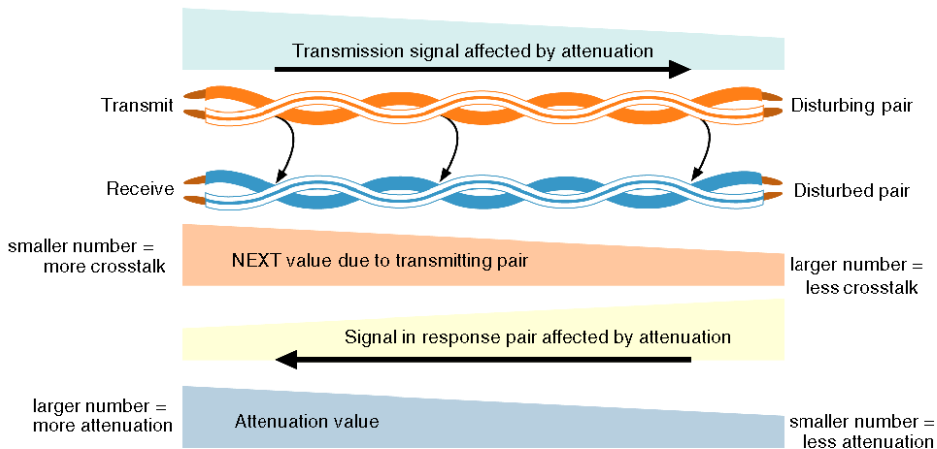 Transmission signal affected by attenuation
Transmit
Disturbing pair
Receive
Disturbed pair
smaller number =
more crosstalk
NEXT value due to transmitting pair
larger number =
less crosstalk
Signal in response pair affected by attenuation
larger number =
more attenuation
Attenuation value
smaller number =
less attenuation